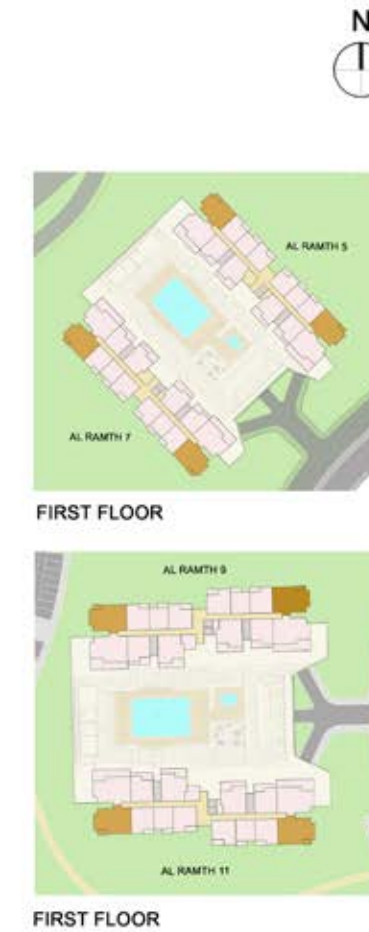 N
AL RAMTH 5
AL RAMTH 7
FIRST FLOOR
AL RAMTH 9
AL RAMTH 11
FIRST FLOOR